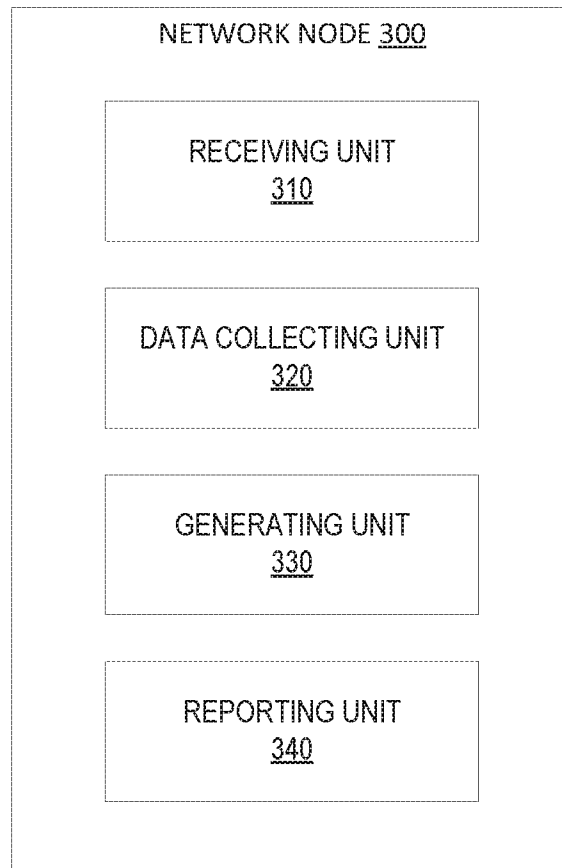 NETWORK NODE 300
RECEIVING UNIT
310
DATA COLLECTING UNIT
320
GENERATING UNIT
330
REPORTING UNIT
340